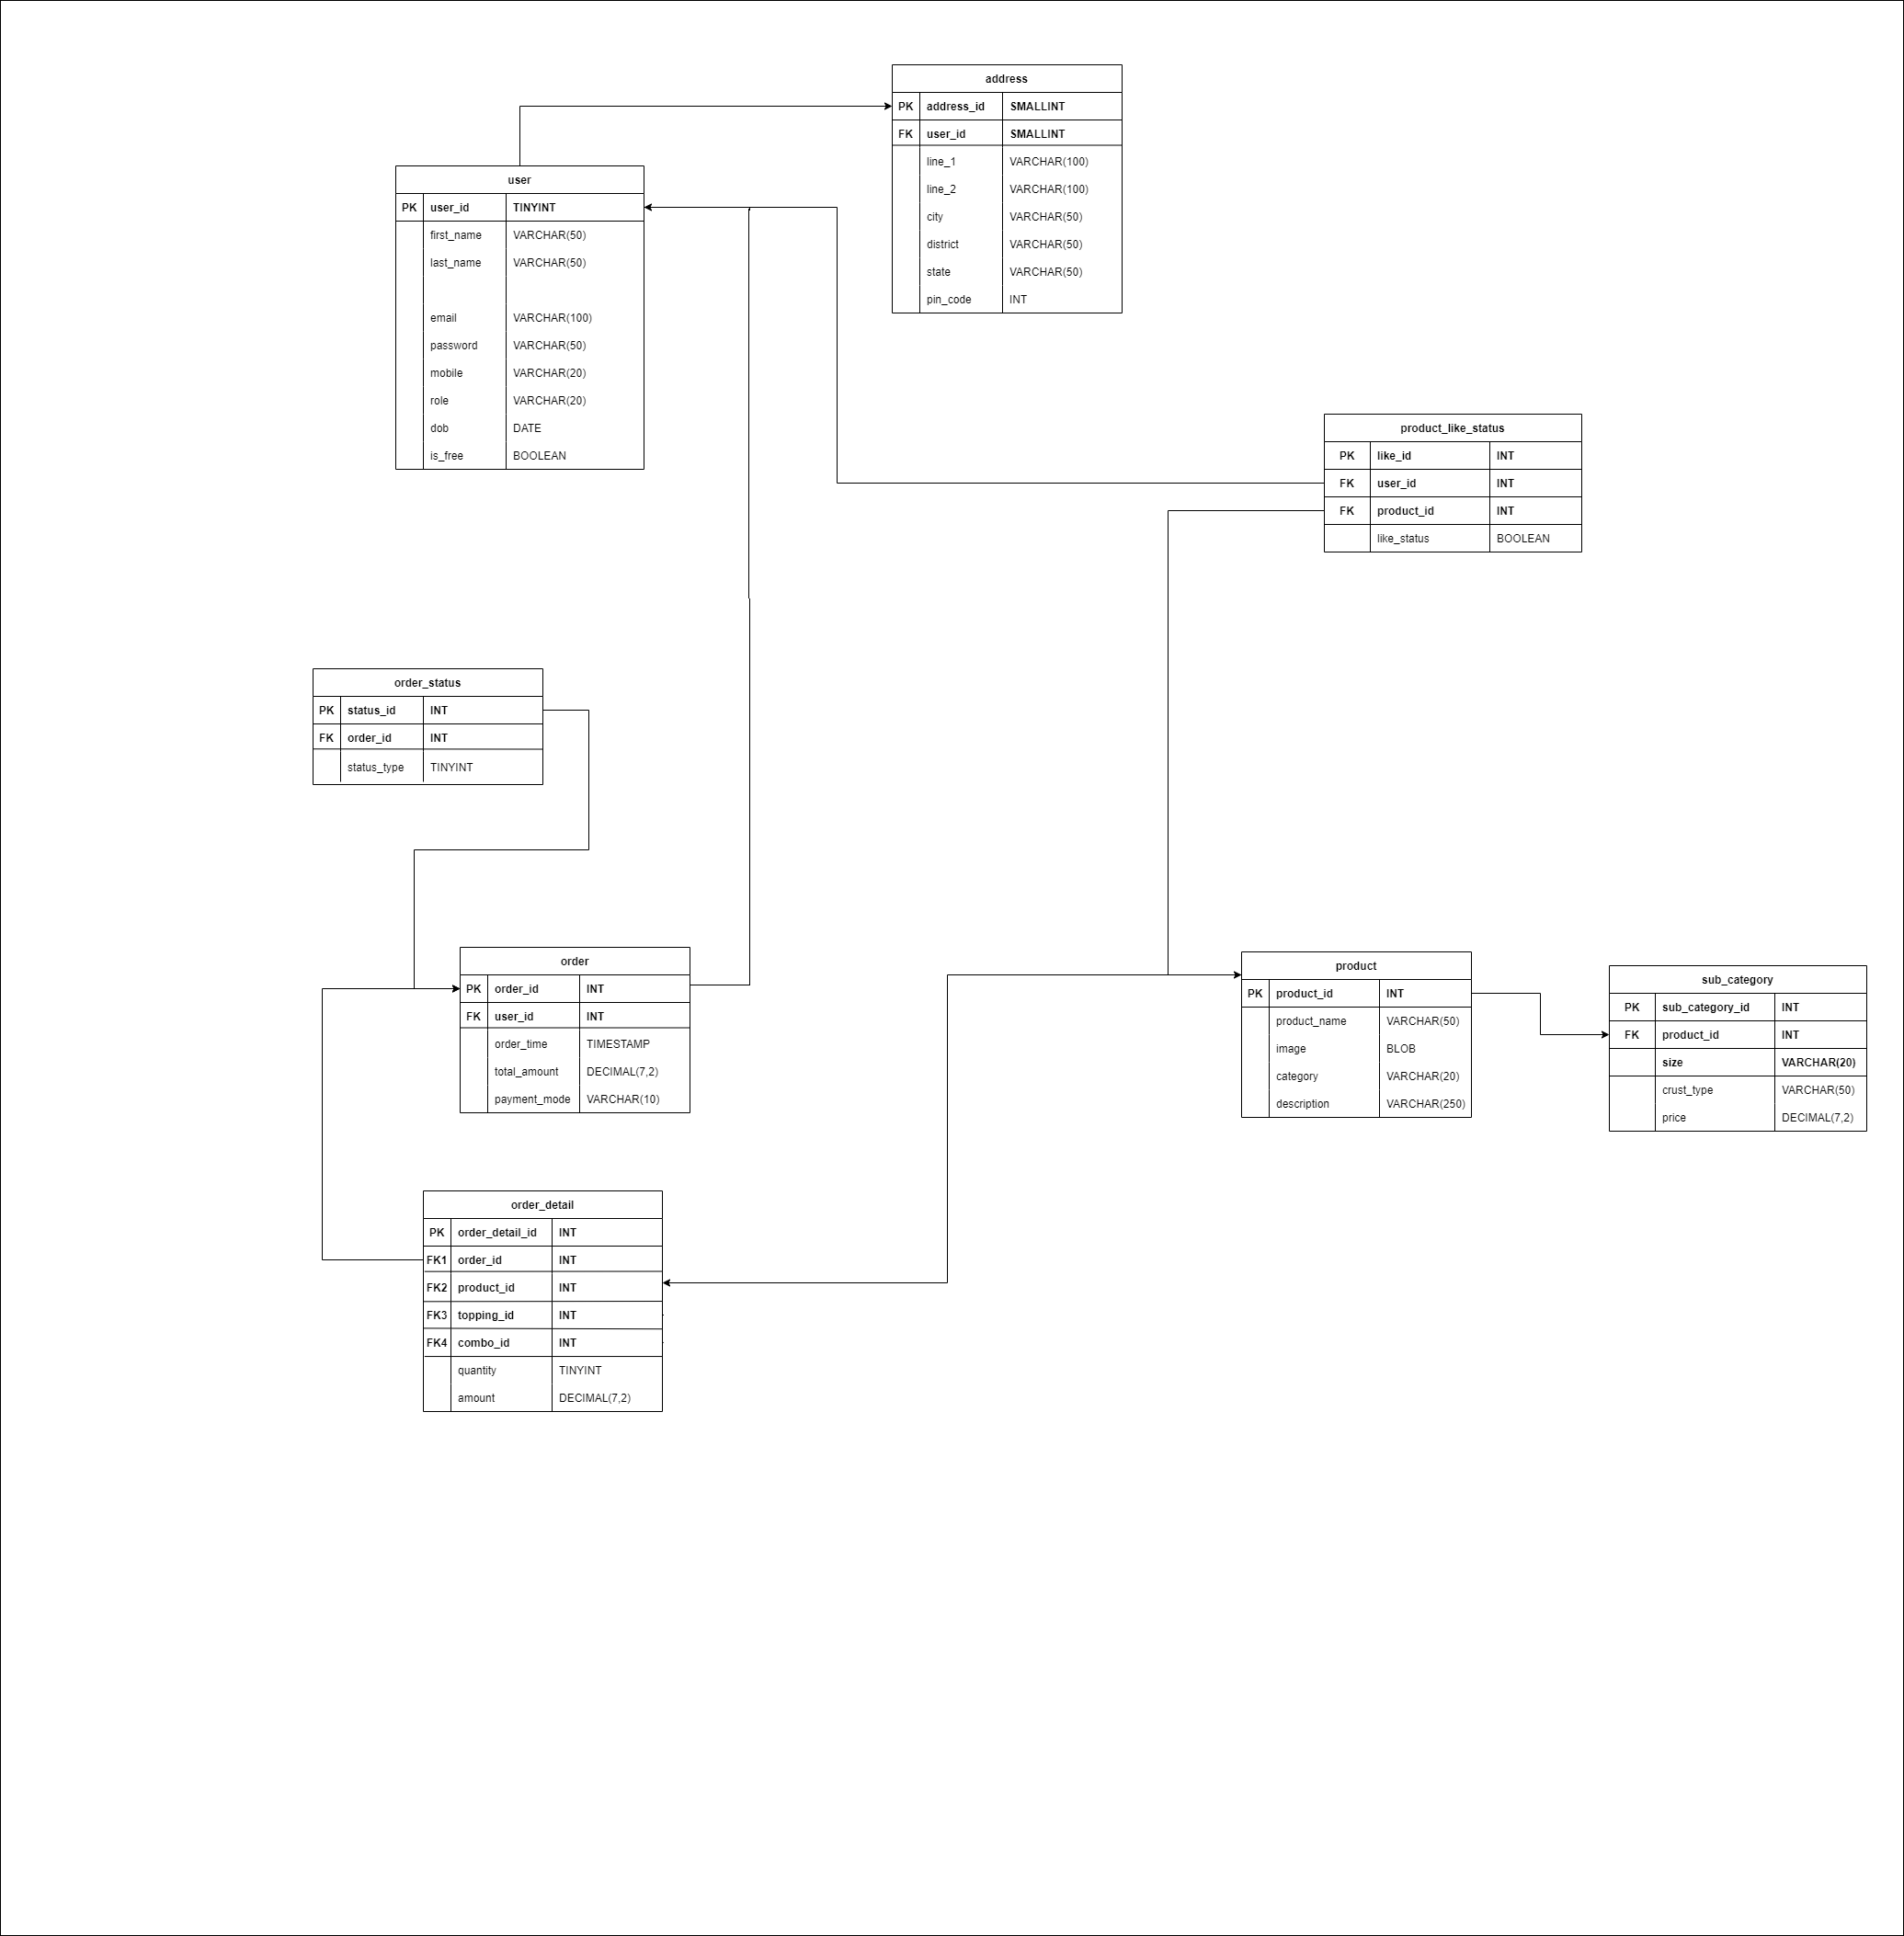 address
PK address_id SMALLINT
FK user_id SMALLINT
line_1 VARCHAR(100)
line_2 VARCHAR(100)
city VARCHAR(50)
district VARCHAR(50)
state VARCHAR(50)
pin_code INT
user
PK user_id TINYINT
first_name VARCHAR(50)
last_name VARCHAR(50)
email VARCHAR(100)
password VARCHAR(50)
mobile VARCHAR(20)
role VARCHAR(20)
dob DATE
is_free BOOLEAN
product_like_status
PK like_id INT
FK user_id INT
FK product_id INT
like_status BOOLEAN
order_status
PK status_id INT
FK order_id INT
status_type TINYINT
order
PK order_id INT
FK user_id INT
order_time TIMESTAMP
total_amount DECIMAL(7,2)
payment_mode VARCHAR(10)
product
PK product_id INT
product_name VARCHAR(50)
image BLOB
category VARCHAR(20)
description VARCHAR(250)
sub_category
PK sub_category_id INT
FK product_id INT
size VARCHAR(20)
crust_type VARCHAR(50)
price DECIMAL(7,2)
order_detail
PK order_detail_id INT
FK1 order_id INT
FK2 product_id INT
FK3 topping_id INT
FK4 combo_id INT
quantity TINYINT
amount DECIMAL(7,2)